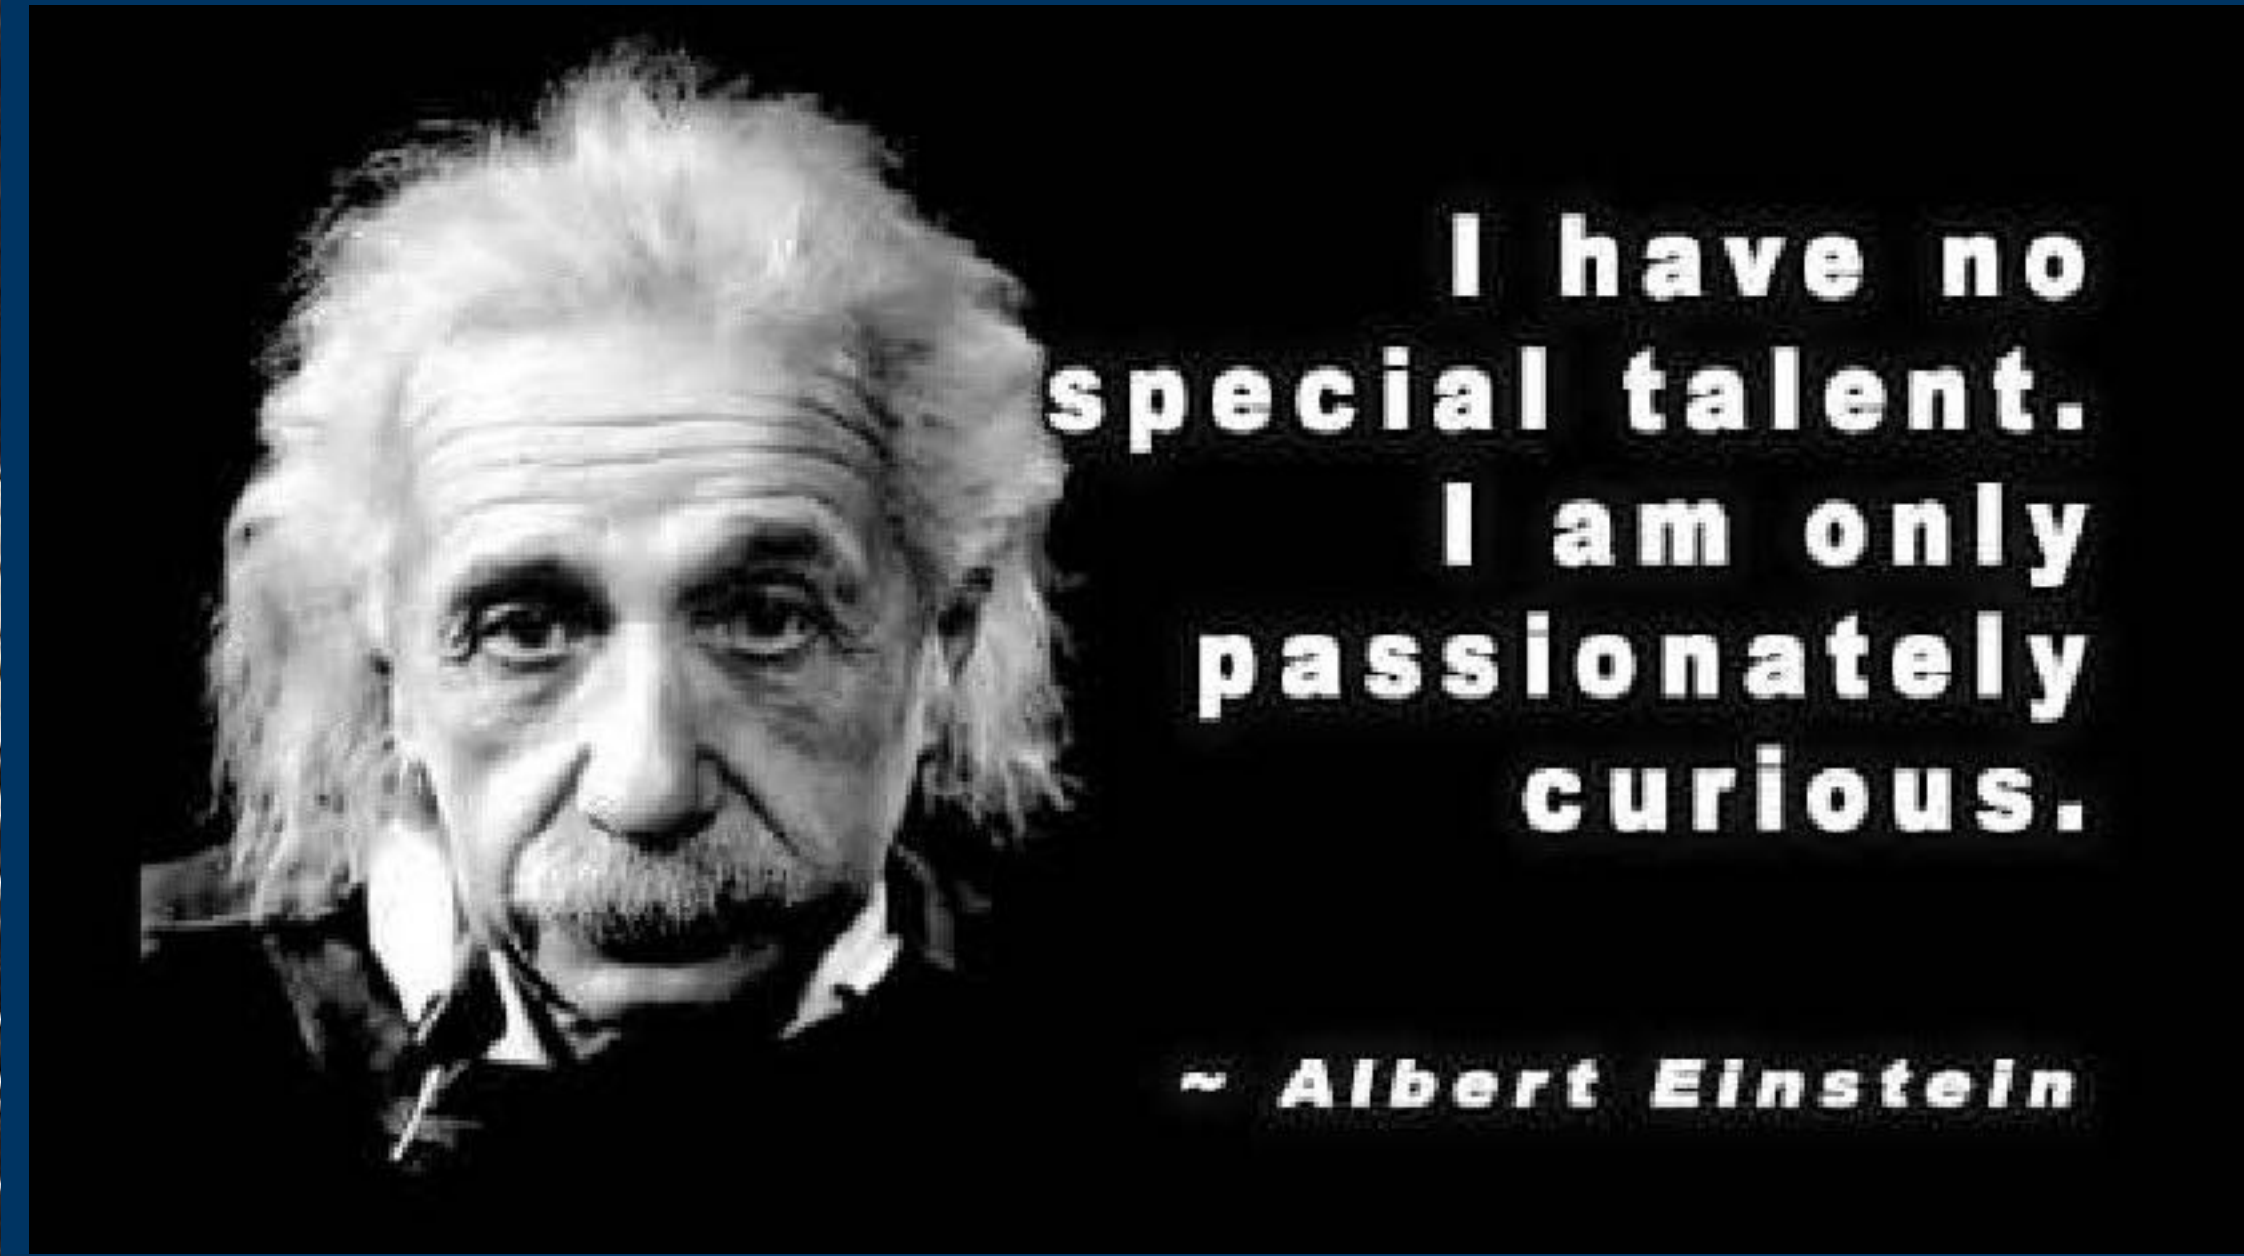 I have no
special talent.
I am only
passionately
curious.
~ Albert Einstein